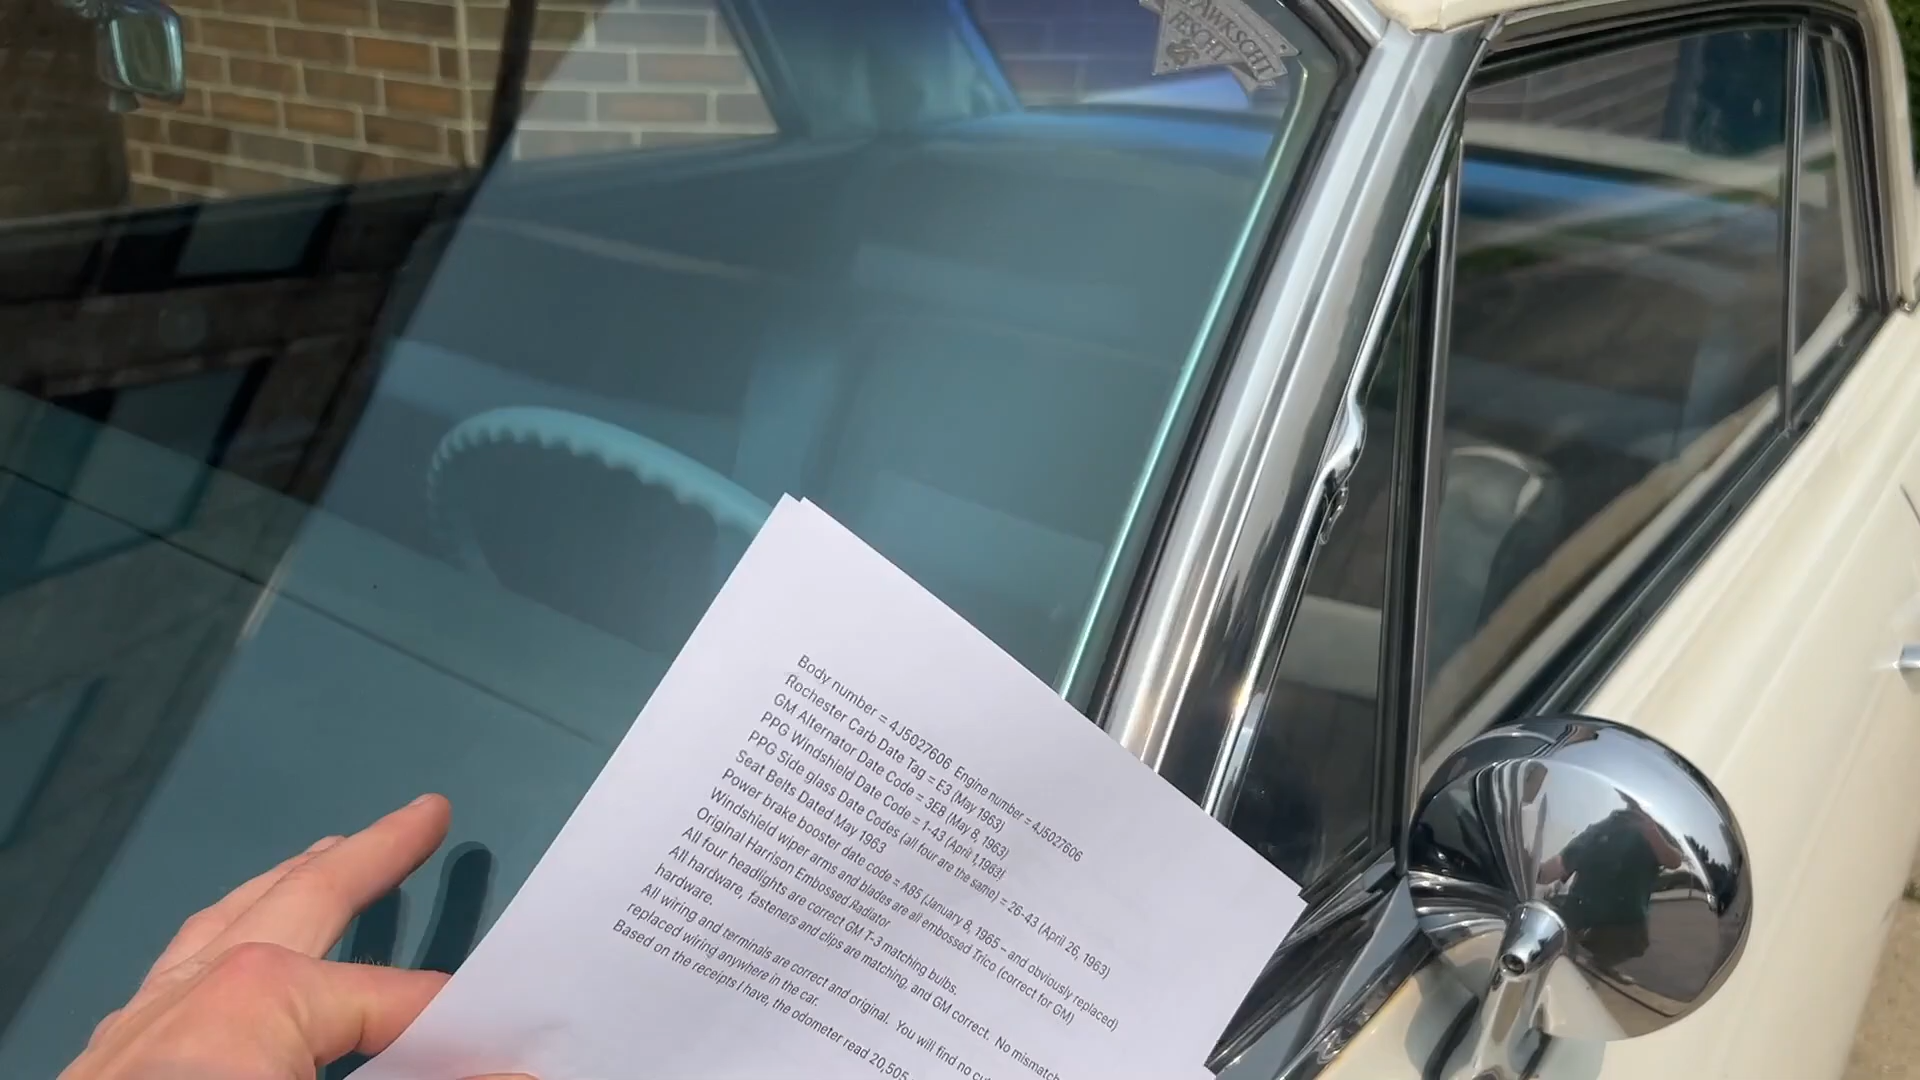 AWKSCHT
FESCHT
Body number = 4J5027606 Engine number = 4J5027606
Rochester Carb Date Tag = E3 (May 1963)
GM Alternator Date Code = 3E8 (May 8, 1963)
PPG Windshield Date Code = 1-43 (April 1,1963(
PPG Side glass Date Codes (all four are the same) = 26-43 (April 26, 1963)
Seat Belts Dated May 1963
Power brake booster date code = A85 (January 8, 1965 – and obviously replaced)
Windshield wiper arms and blades are all embossed Trico (correct for GM)
Original Harrison Embossed Radiator
All four headlights are correct GM T-3 matching bulbs.
All hardware, fasteners and clips are matching, and GM correct. No mismatch
hardware.
All wiring and terminals are correct and original. You will find no
replaced wiring anywhere in the car.
Based on the receipts I have, the odometer read 20,505